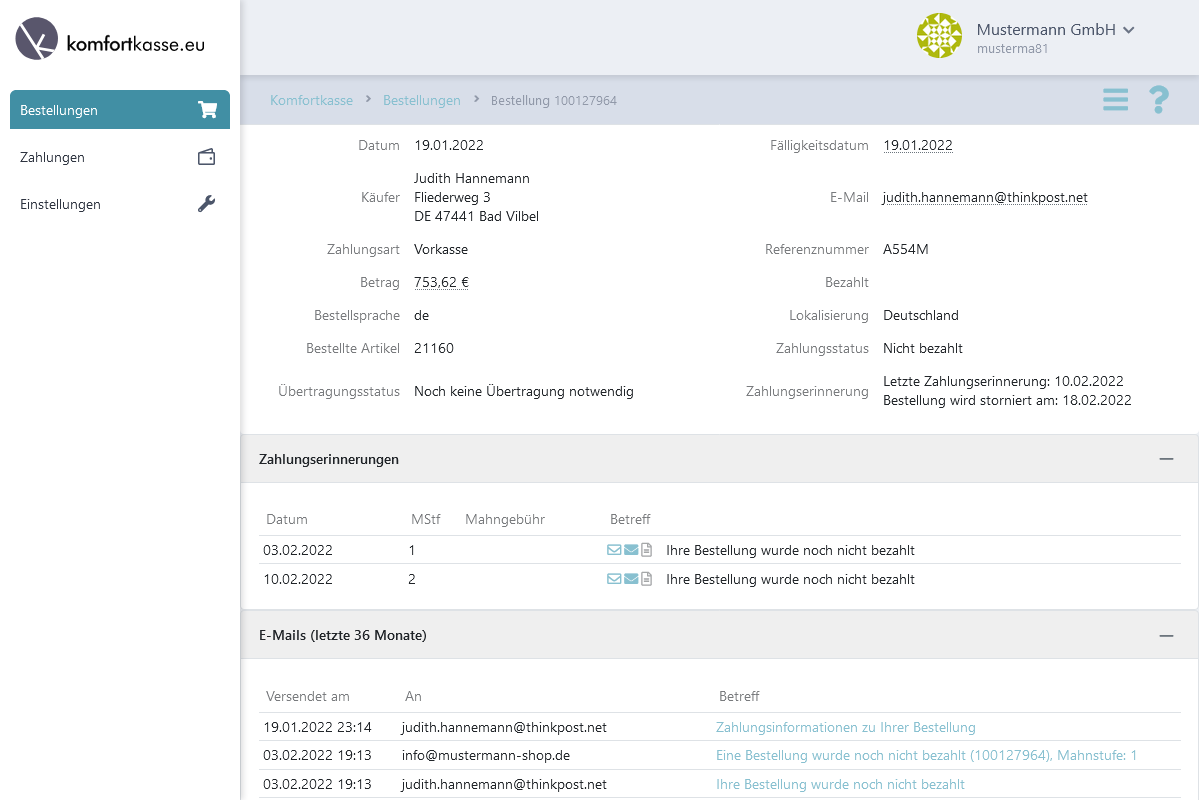 komfortkasse.eu
Mustermann GmbH
musterma81
Bestellungen
Zahlungen
Einstellungen
Komfortkasse > Bestellungen > Bestellung 100127964
?
Datum 19.01.2022 Fälligkeitsdatum 19.01.2022
Käufer Judith Hannemann
Fliederweg 3
DE 47441 Bad Vilbel
E-Mail judith.hannemann@thinkpost.net
Zahlungsart Vorkasse Referenznummer A554M
Betrag 753,62 € Bezahlt
Bestellsprache de Lokalisierung Deutschland
Bestellte Artikel 21160 Zahlungsstatus Nicht bezahlt
Übertragungsstatus Noch keine Übertragung notwendig Zahlungserinnerung Letzte Zahlungserinnerung: 10.02.2022
Bestellung wird storniert am: 18.02.2022
Zahlungserinnerungen
Datum MStf Mahngebühr Betreff
03.02.2022 1 Ihre Bestellung wurde noch nicht bezahlt
10.02.2022 2 Ihre Bestellung wurde noch nicht bezahlt
E-Mails (letzte 36 Monate)
Versendet am An Betreff
19.01.2022 23:14 judith.hannemann@thinkpost.net Zahlungsinformationen zu Ihrer Bestellung
03.02.2022 19:13 info@mustermann-shop.de Eine Bestellung wurde noch nicht bezahlt (100127964), Mahnstufe: 1
03.02.2022 19:13 judith.hannemann@thinkpost.net Ihre Bestellung wurde noch nicht bezahlt